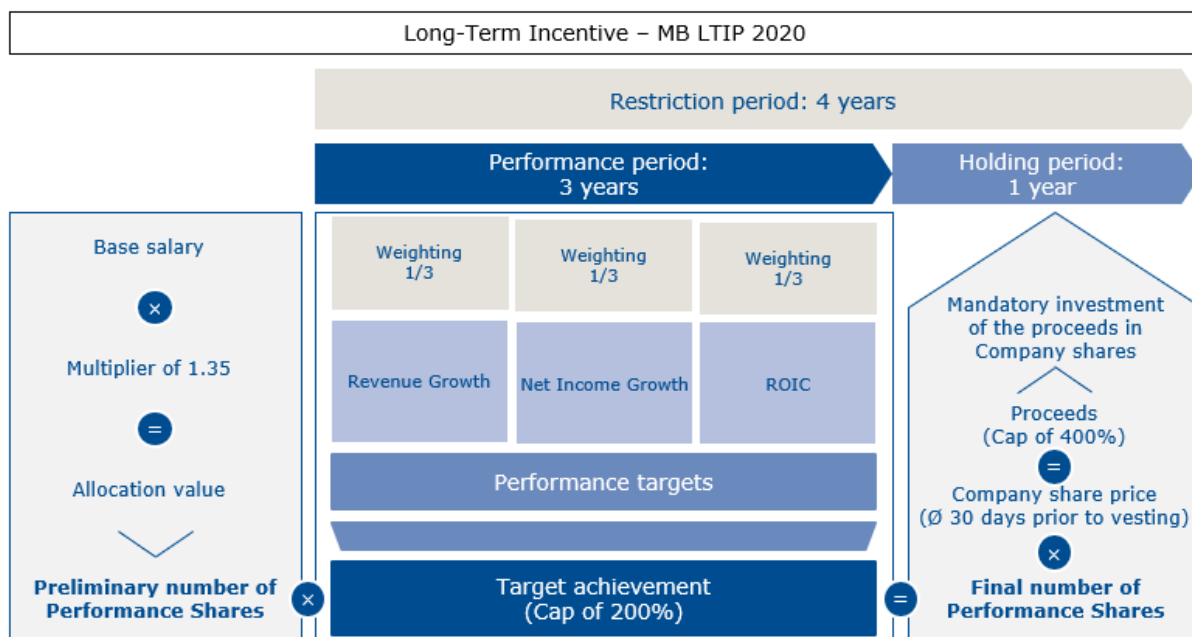 Long-Term Incentive – MB LTIP 2020
Restriction period: 4 years
Performance period:
3 years
Holding period:
1 year
Base salary
×
Multiplier of 1.35
=
Allocation value
Preliminary number of
Performance Shares
×
Weighting
1/3
Weighting
1/3
Weighting
1/3
Revenue Growth
Net Income Growth
ROIC
Performance targets
Target achievement
(Cap of 200%)
=
Mandatory investment
of the proceeds in
Company shares
Proceeds
(Cap of 400%)
=
Company share price
(Ø 30 days prior to vesting)
×
Final number of
Performance Shares